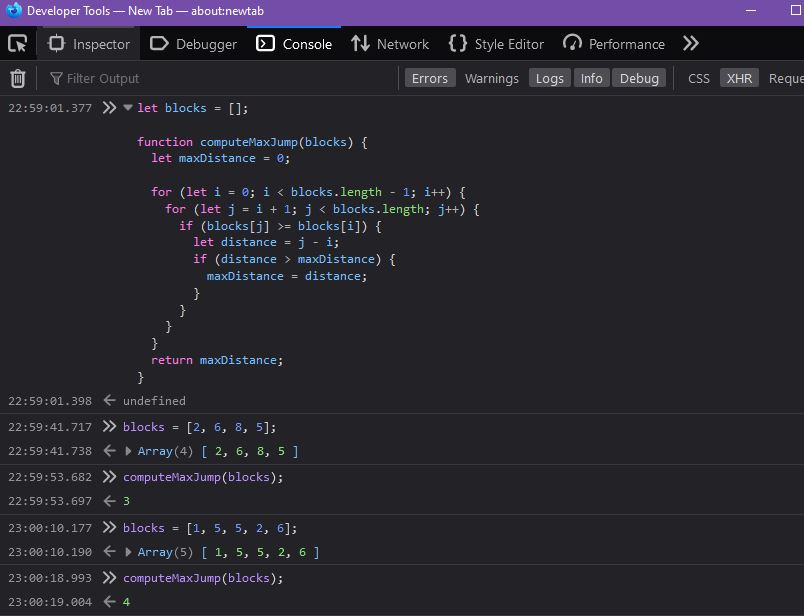 Developer Tools — New Tab — about:newtab
Inspector Debugger Console Network Style Editor Performance
Filter Output Errors Warnings Logs Info Debug CSS XHR Reque
22:59:01.377 let blocks = [];
function computeMaxJump(blocks) {
  let maxDistance = 0;
  for (let i = 0; i < blocks.length - 1; i++) {
    for (let j = i + 1; j < blocks.length; j++) {
      if (blocks[j] >= blocks[i]) {
        let distance = j - i;
        if (distance > maxDistance) {
          maxDistance = distance;
        }
      }
    }
  }
  return maxDistance;
}
22:59:01.398 undefined
22:59:41.717 blocks = [2, 6, 8, 5];
22:59:41.738 Array(4) [ 2, 6, 8, 5 ]
22:59:53.682 computeMaxJump(blocks);
22:59:53.697 3
23:00:10.177 blocks = [1, 5, 5, 2, 6];
23:00:10.190 Array(5) [ 1, 5, 5, 2, 6 ]
23:00:18.993 computeMaxJump(blocks);
23:00:19.004 4